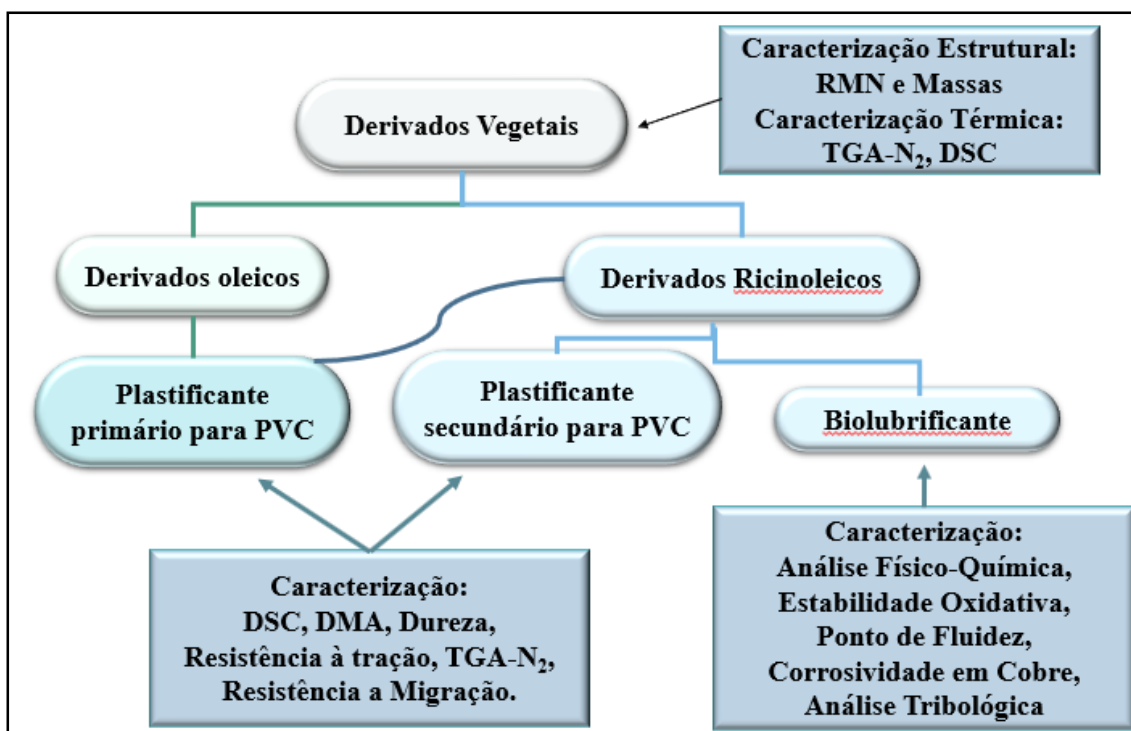 Caracterização Estrutural:
RMN e Massas
Caracterização Térmica:
TGA-N₂, DSC
Derivados Vegetais
Derivados oleicos
Derivados Ricinoleicos
Plastificante
primário para PVC
Plastificante
secundário para PVC
Biolubrificante
Caracterização:
DSC, DMA, Dureza,
Resistência à tração, TGA-N₂,
Resistência a Migração.
Caracterização:
Análise Físico-Química,
Estabilidade Oxidativa,
Ponto de Fluidez,
Corrosividade em Cobre,
Análise Tribológica